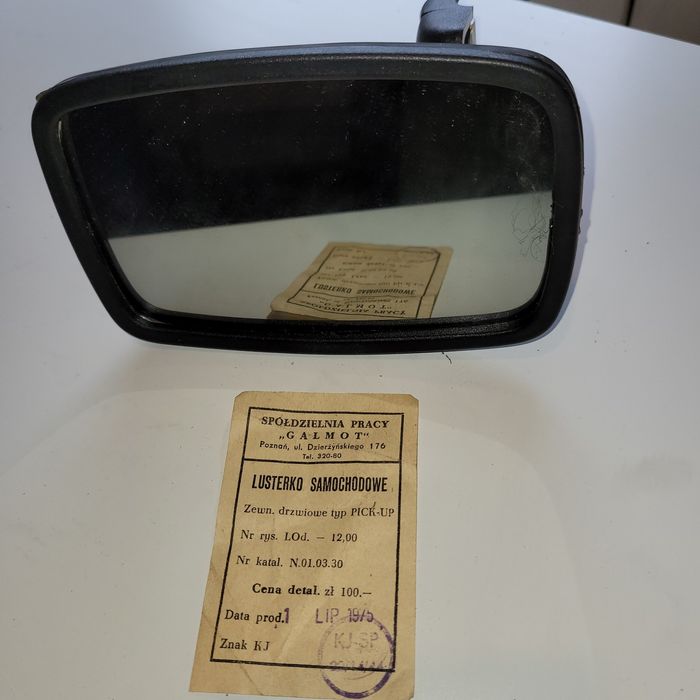 SPÓŁDZIELNIA PRACY
„GALMOT"
Poznań, ul. Dzierżyńskiego 176
Tel. 320-80
LUSTERKO SAMOCHODOWE
Zewn. drzwiowe typ PICK-UP
Nr rys. LOd. — 12,00
Nr katal. N.01.03.30
Cena detal. zł 100.—
Data prod. 1 LIP 1975
Znak KJ
KJ-SP